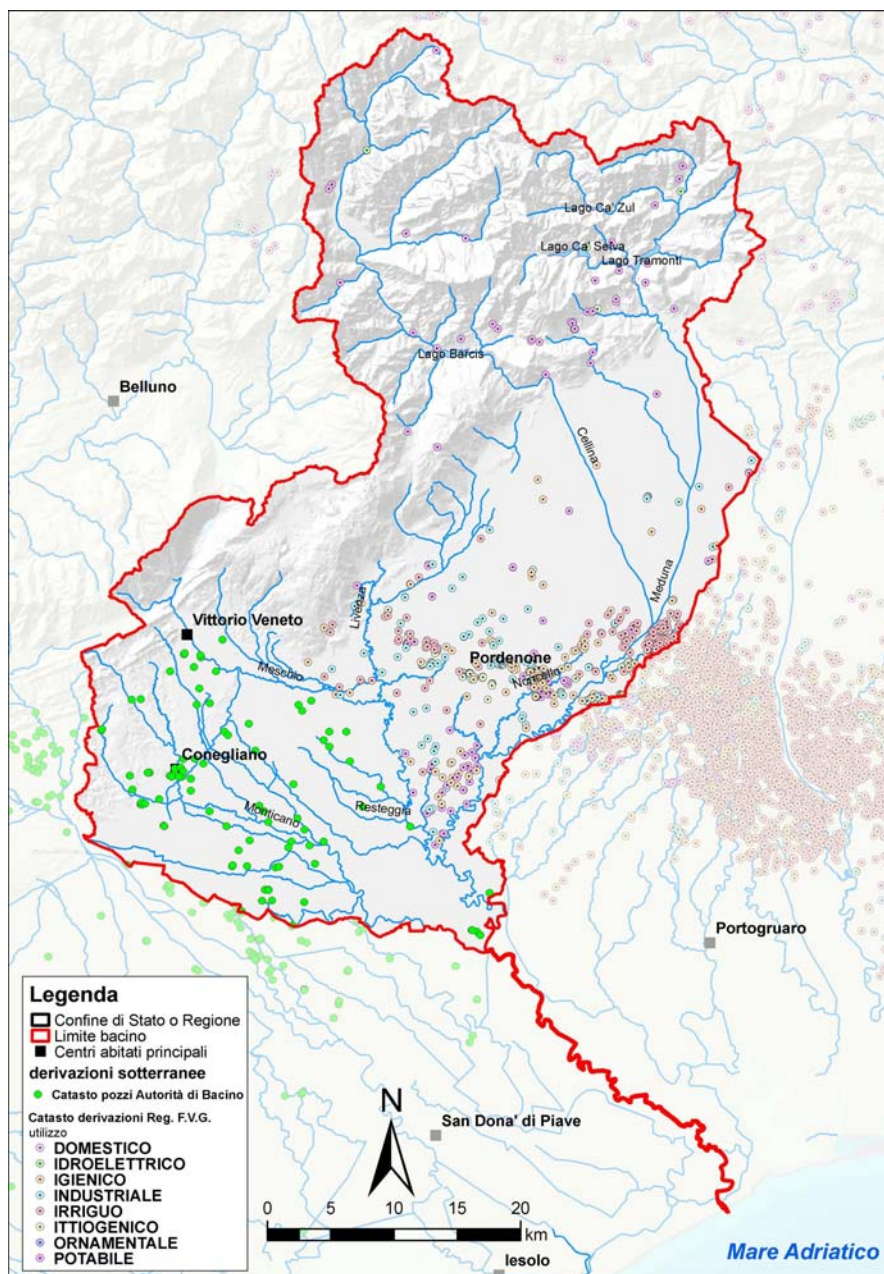 Lago Ca' Zul
Lago Ca' Selva
Lago Tramonti
Lago Barcis
Belluno
Cellina
Meduna
Livenza
Vittorio Veneto
Meschio
Pordenone
Noncello
Conegliano
Monticano
Resteggia
Portogruaro
Legenda
Confine di Stato o Regione
Limite bacino
Centri abitati principali
derivazioni sotterranee
Catasto pozzi Autorità di Bacino
Catasto derivazioni Reg. F.V.G.
utilizzo
DOMESTICO
IDROELETTRICO
IGIENICO
INDUSTRIALE
IRRIGUO
ITTIOGENICO
ORNAMENTALE
POTABILE
N
San Dona' di Piave
0 5 10 15 20
km
Iesolo
Mare Adriatico